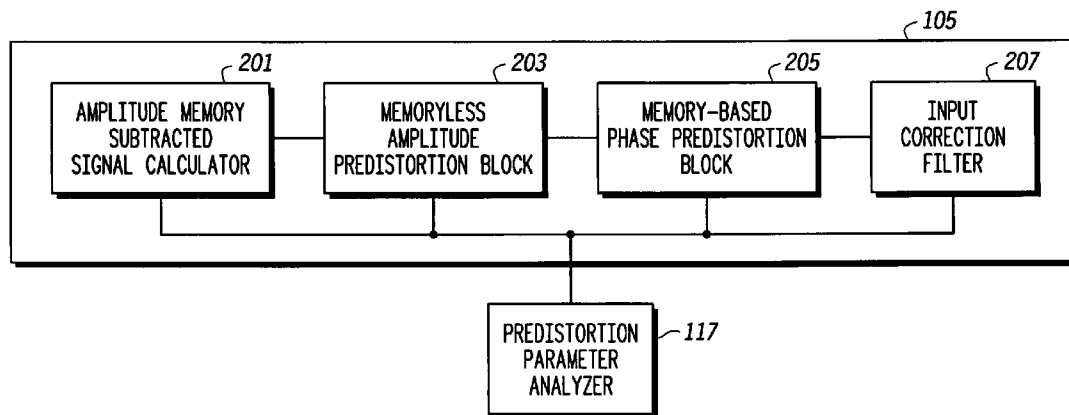 105
201
203
205
207
AMPLITUDE MEMORY
SUBTRACTED
SIGNAL CALCULATOR
MEMORYLESS
AMPLITUDE
PREDISTORTION BLOCK
MEMORY-BASED
PHASE PREDISTORTION
BLOCK
INPUT
CORRECTION
FILTER
PREDISTORTION
PARAMETER
ANALYZER
117